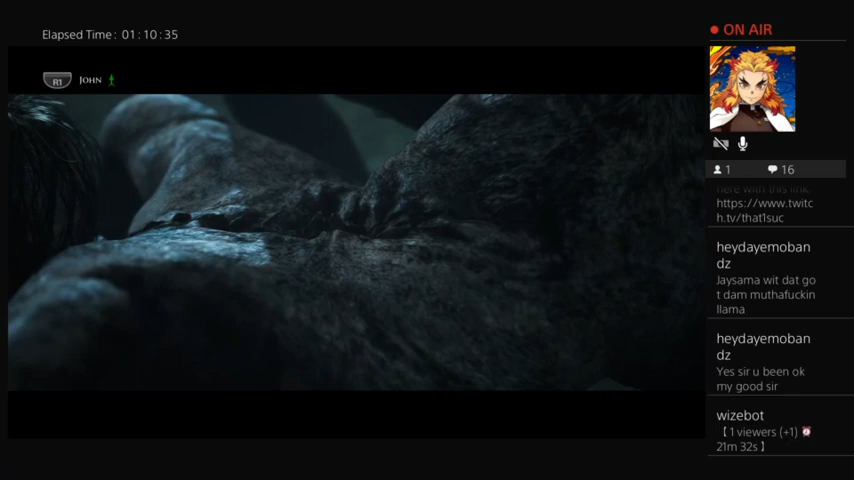 Elapsed Time: 01:10:35
ON AIR
R1 JOHN
1 16
here with this link:
https://www.twitc
h.tv/that1suc
heydayemoban
dz
Jaysama wit dat go
t dam muthafuckin
llama
heydayemoban
dz
Yes sir u been ok
my good sir
wizebot
【 1 viewers (+1) ⏰
21m 32s 】